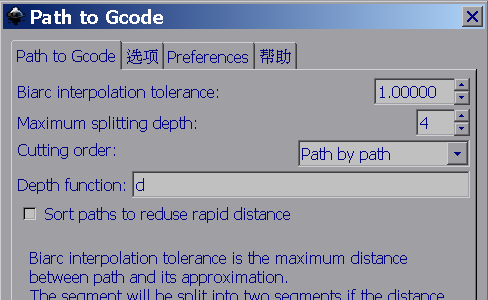 Path to Gcode
Path to Gcode 选项 Preferences 帮助
Biarc interpolation tolerance: 1.00000
Maximum splitting depth: 4
Cutting order: Path by path
Depth function: d
Sort paths to reduse rapid distance
Biarc interpolation tolerance is the maximum distance
between path and its approximation.
The segment will be split into two segments if the distance